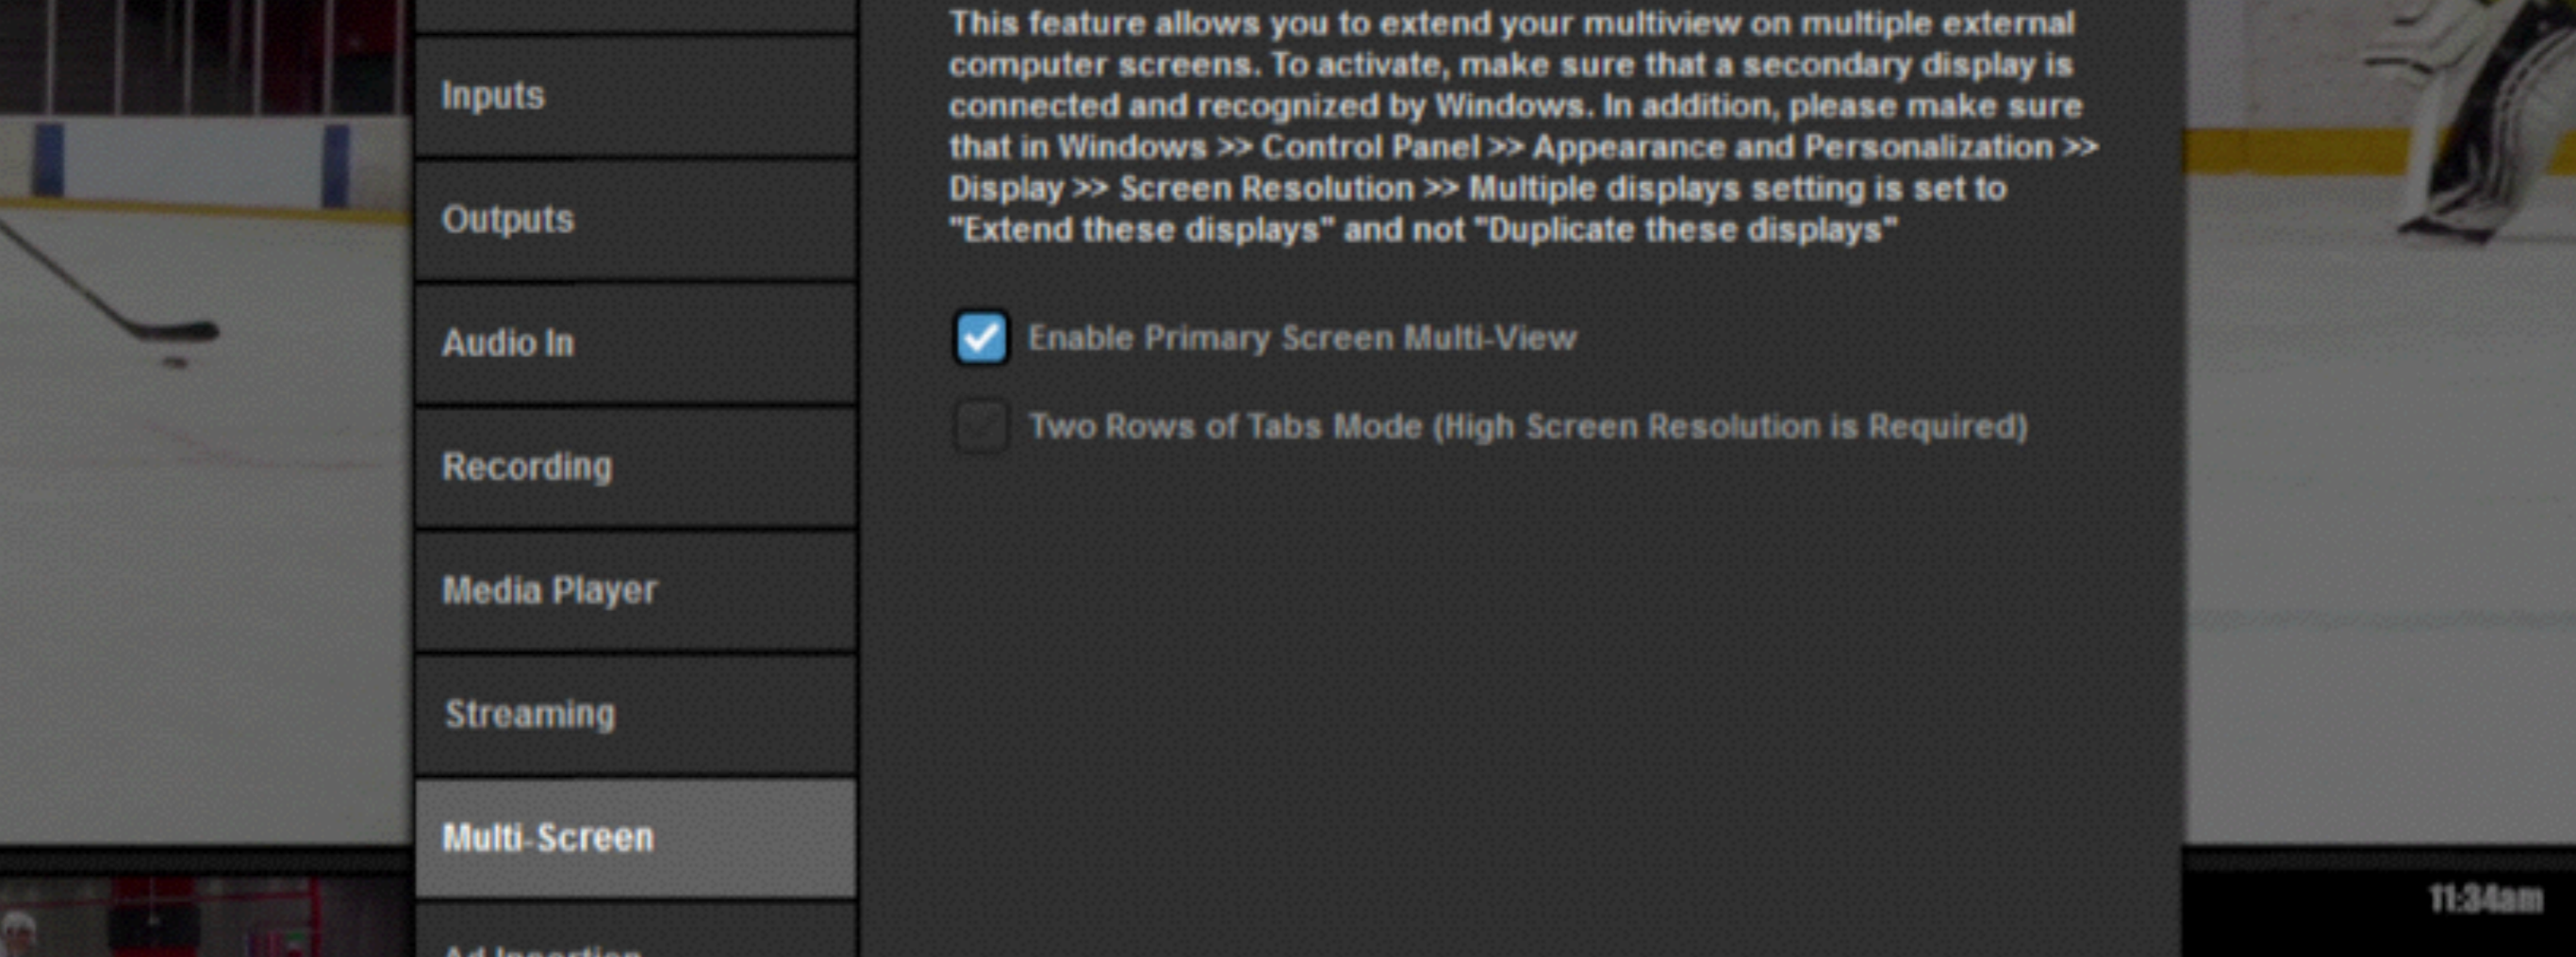 This feature allows you to extend your multiview on multiple external
computer screens. To activate, make sure that a secondary display is
connected and recognized by Windows. In addition, please make sure
that in Windows >> Control Panel >> Appearance and Personalization >>
Display >> Screen Resolution >> Multiple displays setting is set to
"Extend these displays" and not "Duplicate these displays"
Enable Primary Screen Multi-View
Two Rows of Tabs Mode (High Screen Resolution is Required)
Inputs
Outputs
Audio In
Recording
Media Player
Streaming
Multi-Screen
Ad Insertion
11:34am